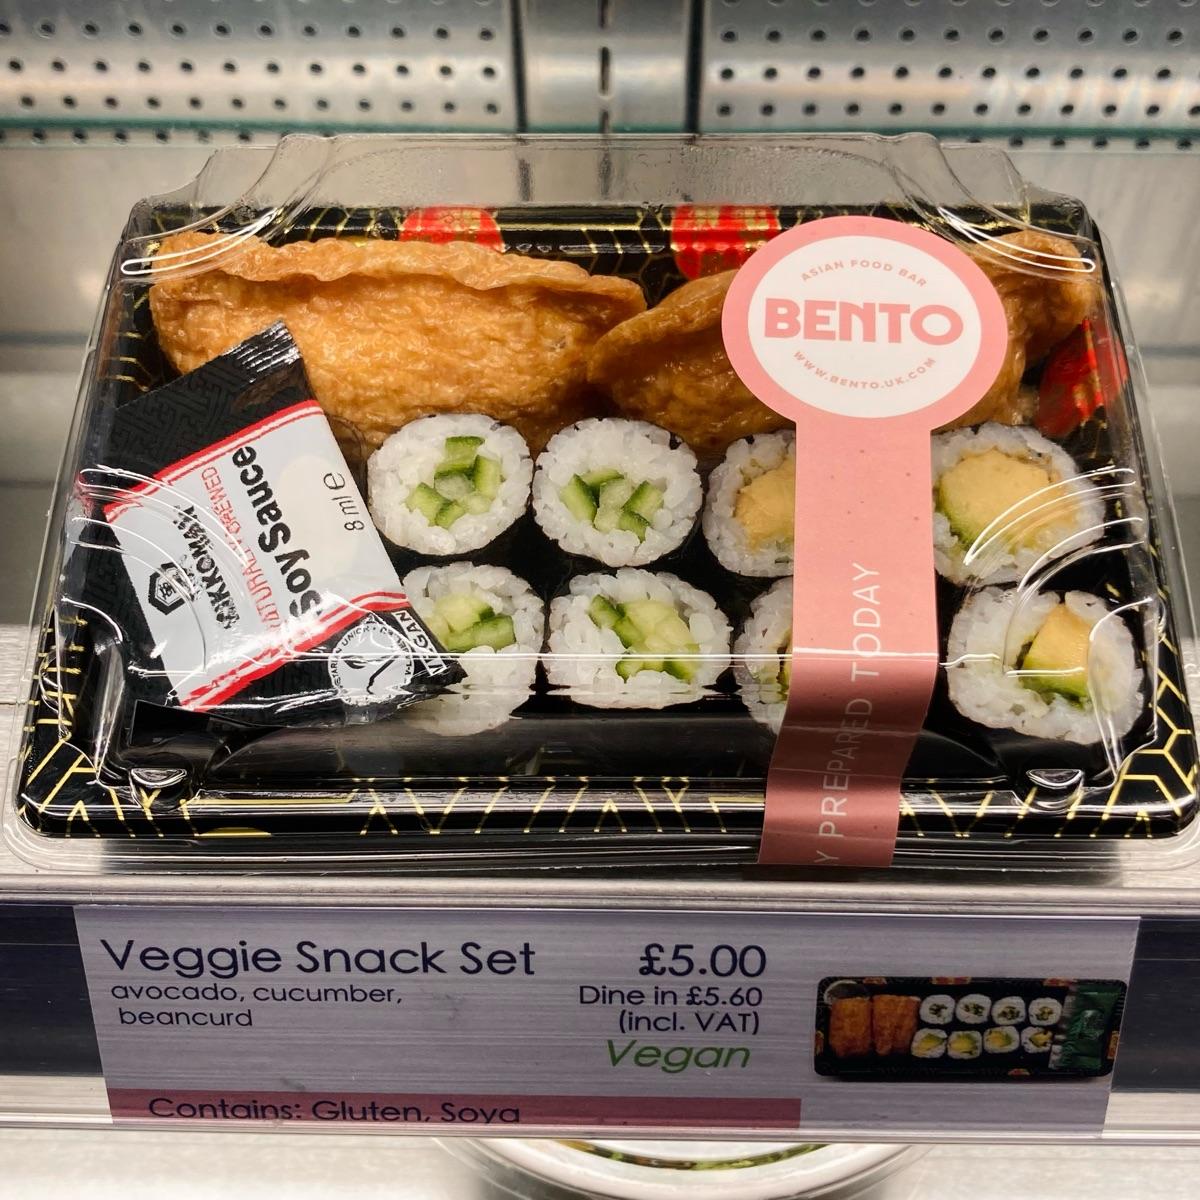 ASIAN FOOD BAR
BENTO
WWW.BENTO.UK.COM
Y PREPARED TODAY
KIKKOMAN
NATURALLY BREWED
Soy Sauce
8 ml e
VEGAN
Veggie Snack Set
avocado, cucumber,
beancurd
£5.00
Dine in £5.60
(incl. VAT)
Vegan
Contains: Gluten, Soya